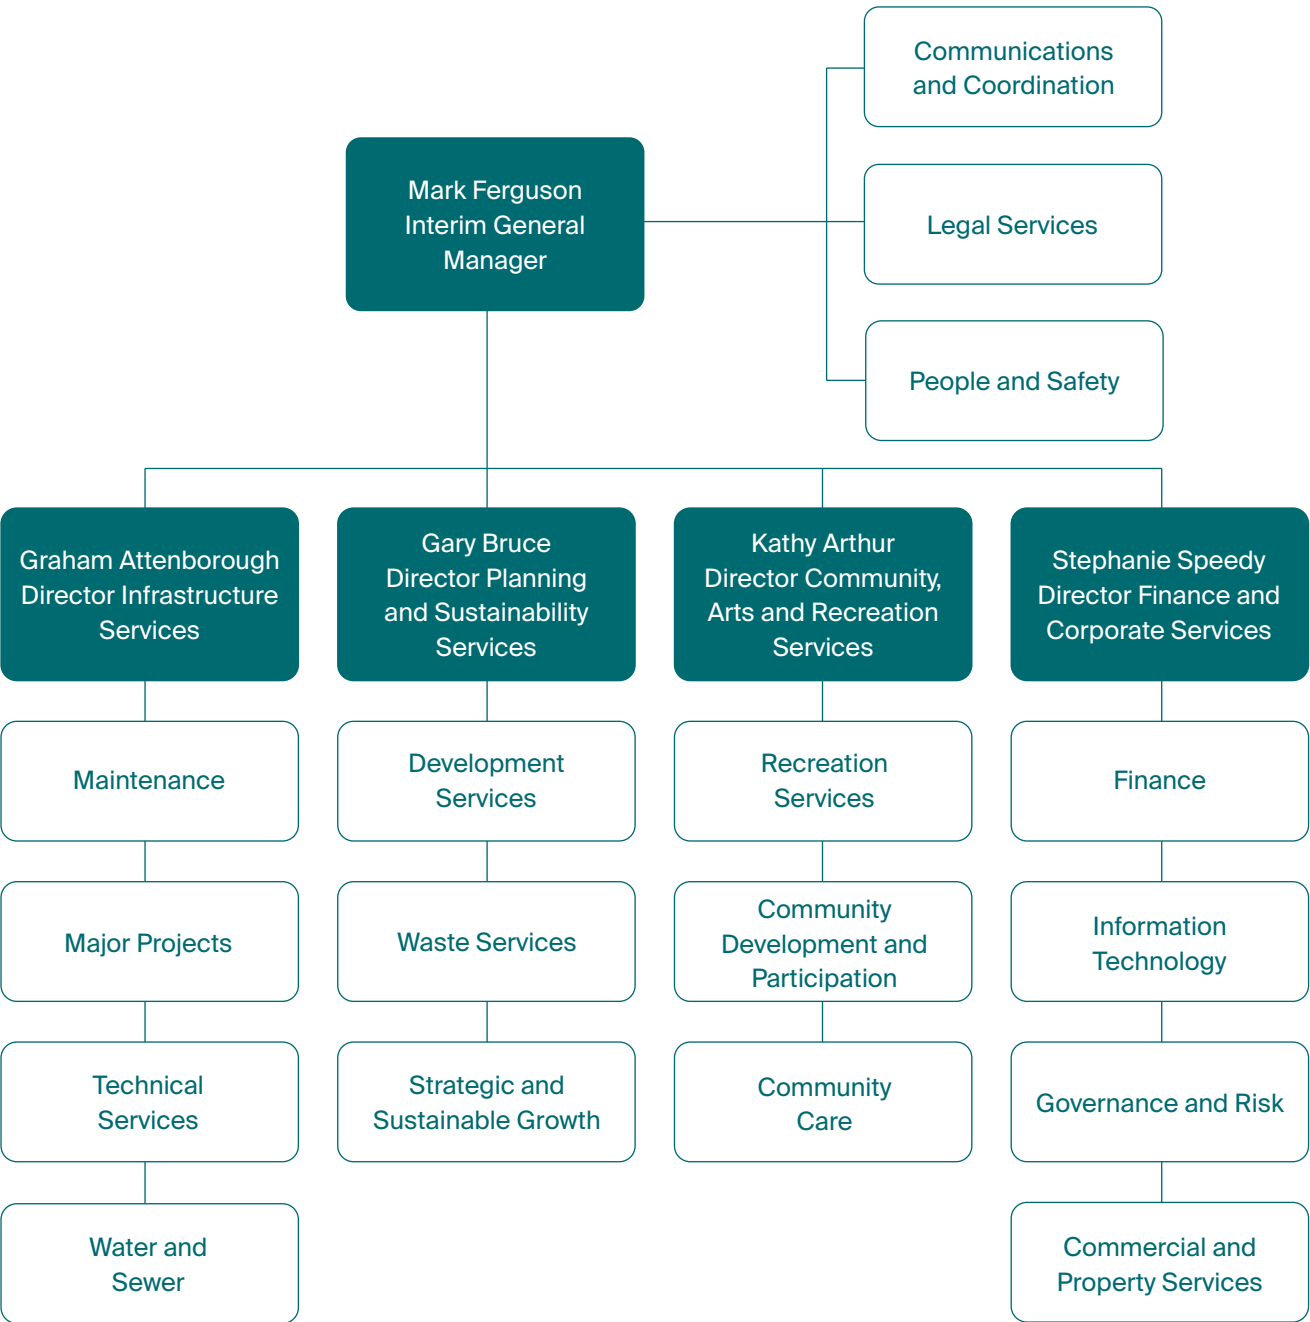 Communications
and Coordination
Mark Ferguson
Interim General
Manager
Legal Services
People and Safety
Graham Attenborough
Director Infrastructure
Services
Gary Bruce
Director Planning
and Sustainability
Services
Kathy Arthur
Director Community,
Arts and Recreation
Services
Stephanie Speedy
Director Finance and
Corporate Services
Maintenance
Development
Services
Recreation
Services
Finance
Major Projects
Waste Services
Community
Development and
Participation
Information
Technology
Technical
Services
Strategic and
Sustainable Growth
Community
Care
Governance and Risk
Water and
Sewer
Commercial and
Property Services